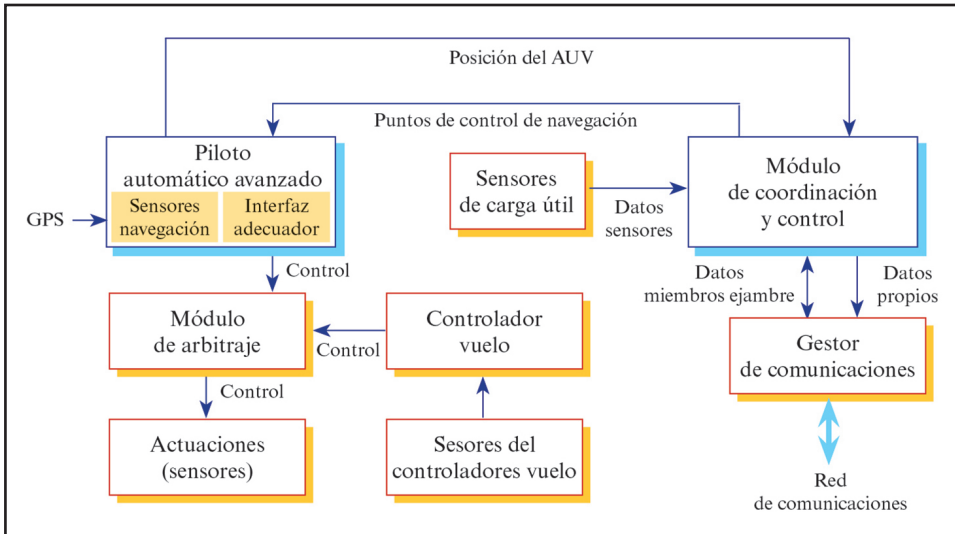 Posición del AUV
Puntos de control de navegación
Piloto
automático avanzado
Sensores
navegación
Interfaz
adecuador
GPS
Sensores
de carga útil
Datos
sensores
Módulo
de coordinación
y control
Control
Datos
miembros ejambre
Datos
propios
Módulo
de arbitraje
Control
Controlador
vuelo
Gestor
de comunicaciones
Control
Actuaciones
(sensores)
Sesores del
controladores vuelo
Red
de comunicaciones